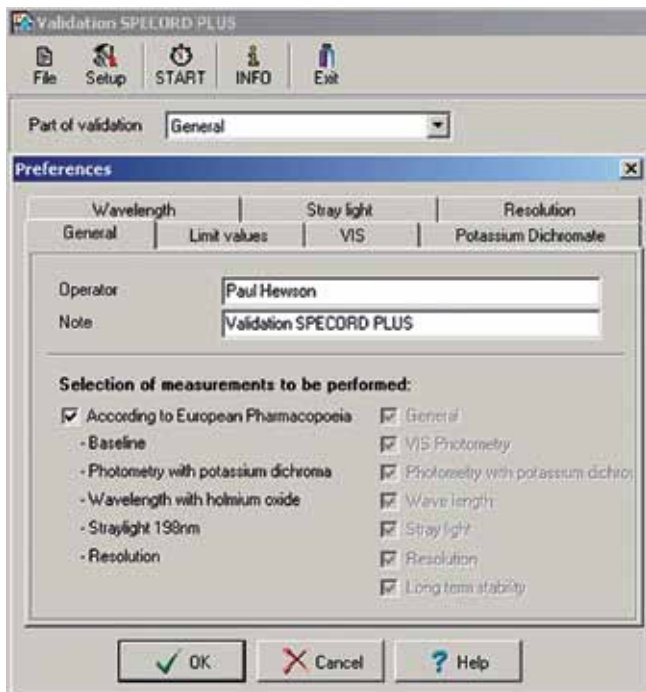 Validation SPECORD PLUS
File Setup START INFO Exit
Part of validation General
Preferences
Wavelength Stray light Resolution
General Limit values VIS Potassium Dichromate
Operator Paul Hewson
Note Validation SPECORD PLUS
Selection of measurements to be performed:
According to European Pharmacopoeia General
- Baseline VIS Photometry
- Photometry with potassium dichroma Photometry with potassium dichro
- Wavelength with holmium oxide Wave length
- Straylight 198nm Stray light
- Resolution Resolution
Long term stability
OK Cancel ? Help